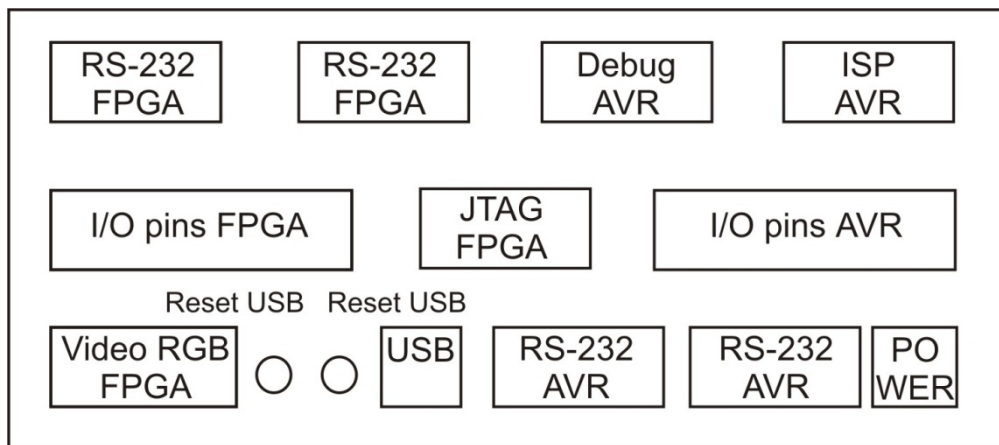 RS-232
FPGA
RS-232
FPGA
Debug
AVR
ISP
AVR
I/O pins FPGA
JTAG
FPGA
I/O pins AVR
Reset USB
Reset USB
Video RGB
FPGA
USB
RS-232
AVR
RS-232
AVR
PO
WER